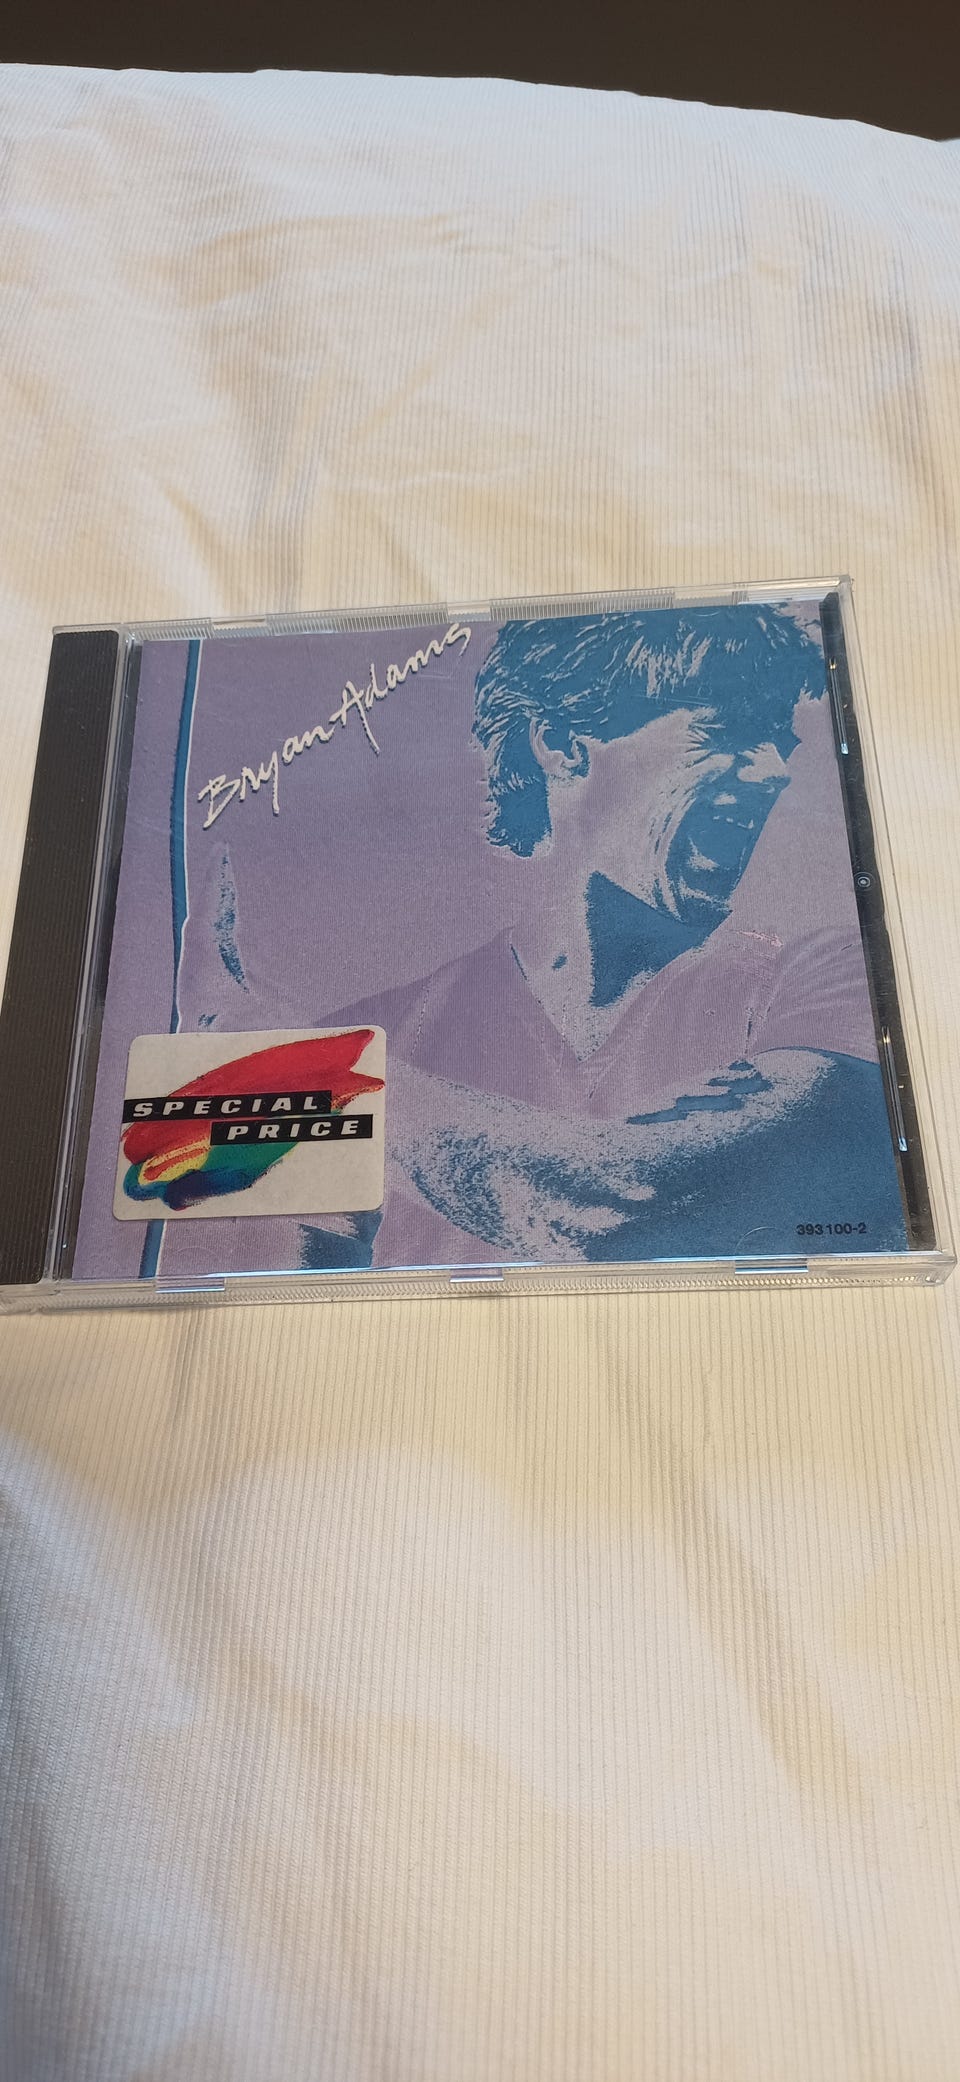 Bryan Adams
SPECIAL
PRICE
393100-2